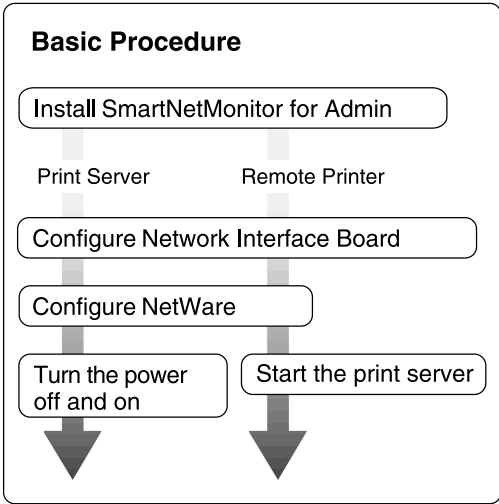 Basic Procedure
Install SmartNetMonitor for Admin
Print Server
Remote Printer
Configure Network Interface Board
Configure NetWare
Turn the power
off and on
Start the print server